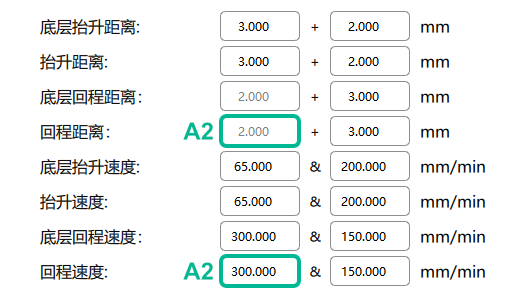 底层抬升距离: 3.000 + 2.000 mm
抬升距离: 3.000 + 2.000 mm
底层回程距离: 2.000 + 3.000 mm
回程距离: A2 2.000 + 3.000 mm
底层抬升速度: 65.000 & 200.000 mm/min
抬升速度: 65.000 & 200.000 mm/min
底层回程速度: 300.000 & 150.000 mm/min
回程速度: A2 300.000 & 150.000 mm/min